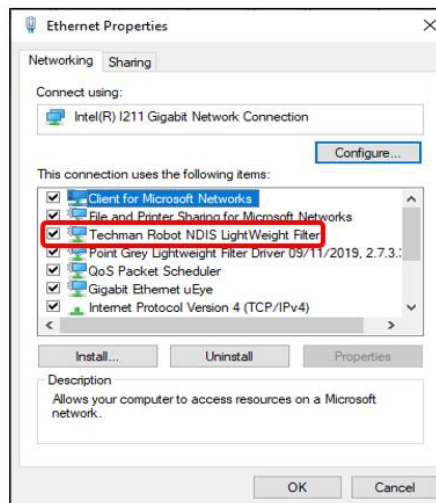 Ethernet Properties
Networking Sharing
Connect using:
Intel(R) I211 Gigabit Network Connection
Configure...
This connection uses the following items:
Client for Microsoft Networks
File and Printer Sharing for Microsoft Networks
Techman Robot NDIS LightWeight Filter
Point Grey Lightweight Filter Driver 09/11/2019, 2.7.3.
QoS Packet Scheduler
Gigabit Ethernet uEye
Internet Protocol Version 4 (TCP/IPv4)
Install... Uninstall Properties
Description
Allows your computer to access resources on a Microsoft
network.
OK Cancel